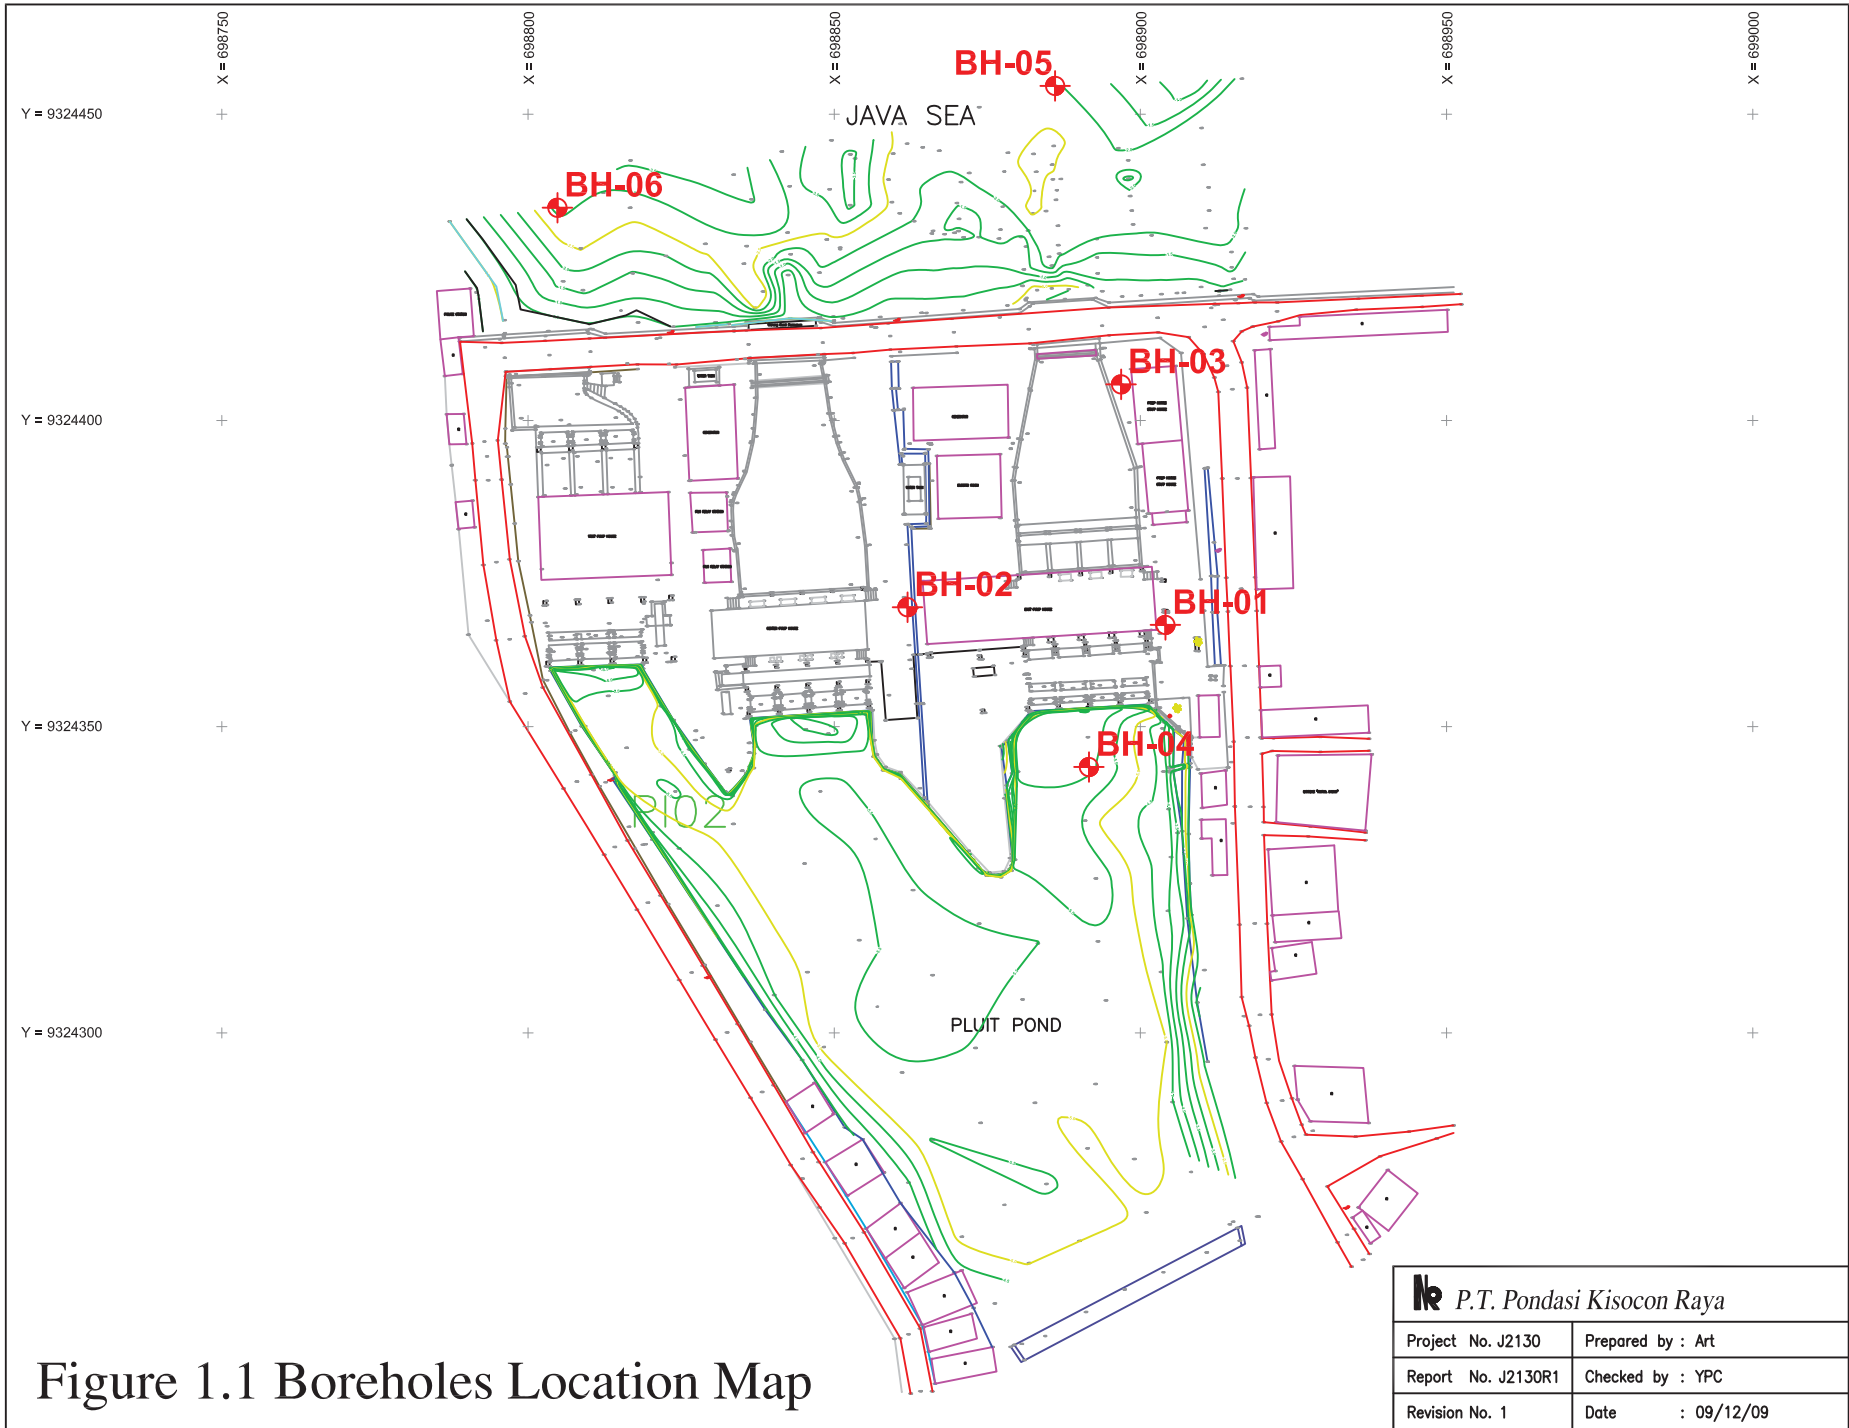 X = 698750
X = 698800
X = 698850
X = 698900
X = 698950
X = 699000
BH-05
Y = 9324450
JAVA SEA
BH-06
BH-03
Y = 9324400
BH-02
BH-01
Y = 9324350
BH-04
PI02
PLUIT POND
Y = 9324300
P.T. Pondasi Kisocon Raya
Project No. J2130
Prepared by : Art
Report No. J2130R1
Checked by : YPC
Revision No. 1
Date : 09/12/09
Figure 1.1 Boreholes Location Map